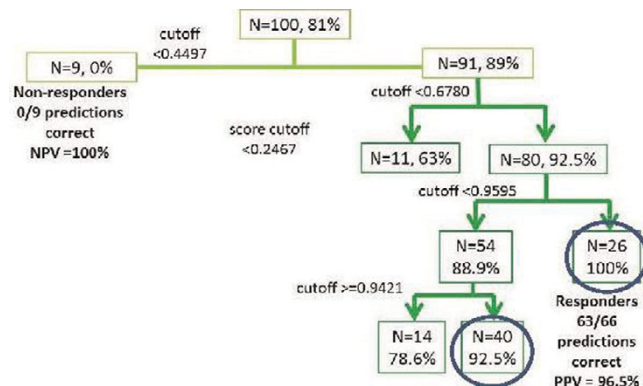 N=100, 81%
cutoff
<0.4497
N=9, 0%
N=91, 89%
Non-responders
0/9 predictions
correct
NPV =100%
cutoff <0.6780
score cutoff
<0.2467
N=11, 63%
N=80, 92.5%
cutoff <0.9595
N=54
88.9%
N=26
100%
cutoff >=0.9421
Responders
63/66
predictions
correct
PPV = 96.5%
N=14
78.6%
N=40
92.5%